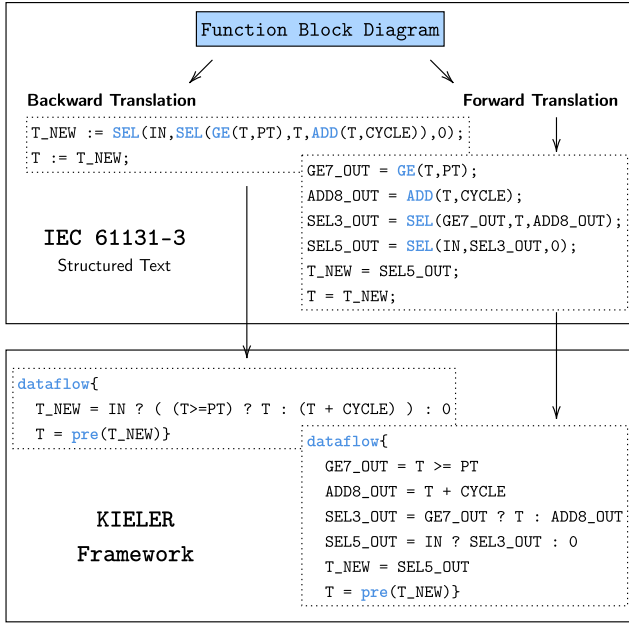 Function Block Diagram
Backward Translation
T_NEW := SEL(IN,SEL(GE(T,PT),T,ADD(T,CYCLE)),0);
T := T_NEW;
Forward Translation
GE7_OUT = GE(T,PT);
ADD8_OUT = ADD(T,CYCLE);
SEL3_OUT = SEL(GE7_OUT,T,ADD8_OUT);
SEL5_OUT = SEL(IN,SEL3_OUT,0);
T_NEW = SEL5_OUT;
T = T_NEW;
IEC 61131-3
Structured Text
dataflow{
T_NEW = IN ? ( (T>=PT) ? T : (T + CYCLE) ) : 0
T = pre(T_NEW)}
dataflow{
GE7_OUT = T >= PT
ADD8_OUT = T + CYCLE
SEL3_OUT = GE7_OUT ? T : ADD8_OUT
SEL5_OUT = IN ? SEL3_OUT : 0
T_NEW = SEL5_OUT
T = pre(T_NEW)}
KIELER
Framework